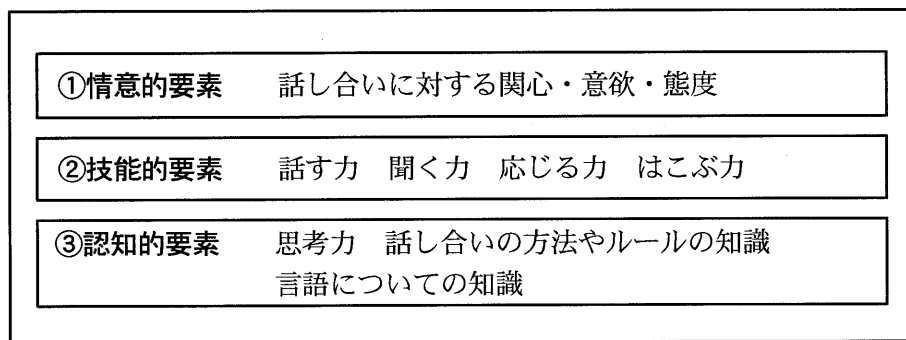 ①情意的要素　話し合いに対する関心・意欲・態度
②技能的要素　話す力　聞く力　応じる力　はこぶ力
③認知的要素　思考力　話し合いの方法やルールの知識
言語についての知識